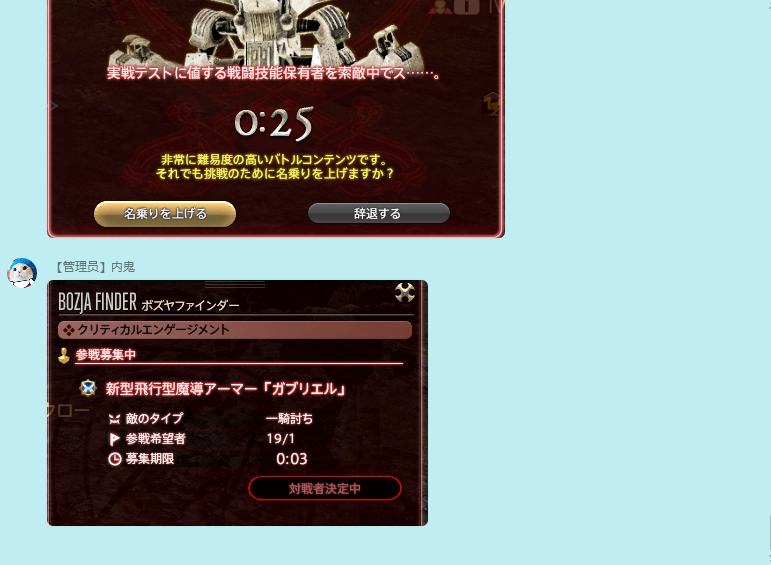 実戦テストに値する戦闘技能保有者を索敵中でス……。
0:25
非常に難易度の高いバトルコンテンツです。
それでも挑戦のために名乗りを上げますか？
名乗りを上げる
辞退する
【管理员】内鬼
BOZJA FINDER ボズヤファインダー
クリティカルエンゲージメント
参戦募集中
新型飛行型魔導アーマー「ガブリエル」
クロー
敵のタイプ 一騎討ち
参戦希望者 19/1
募集期限 0:03
対戦者決定中